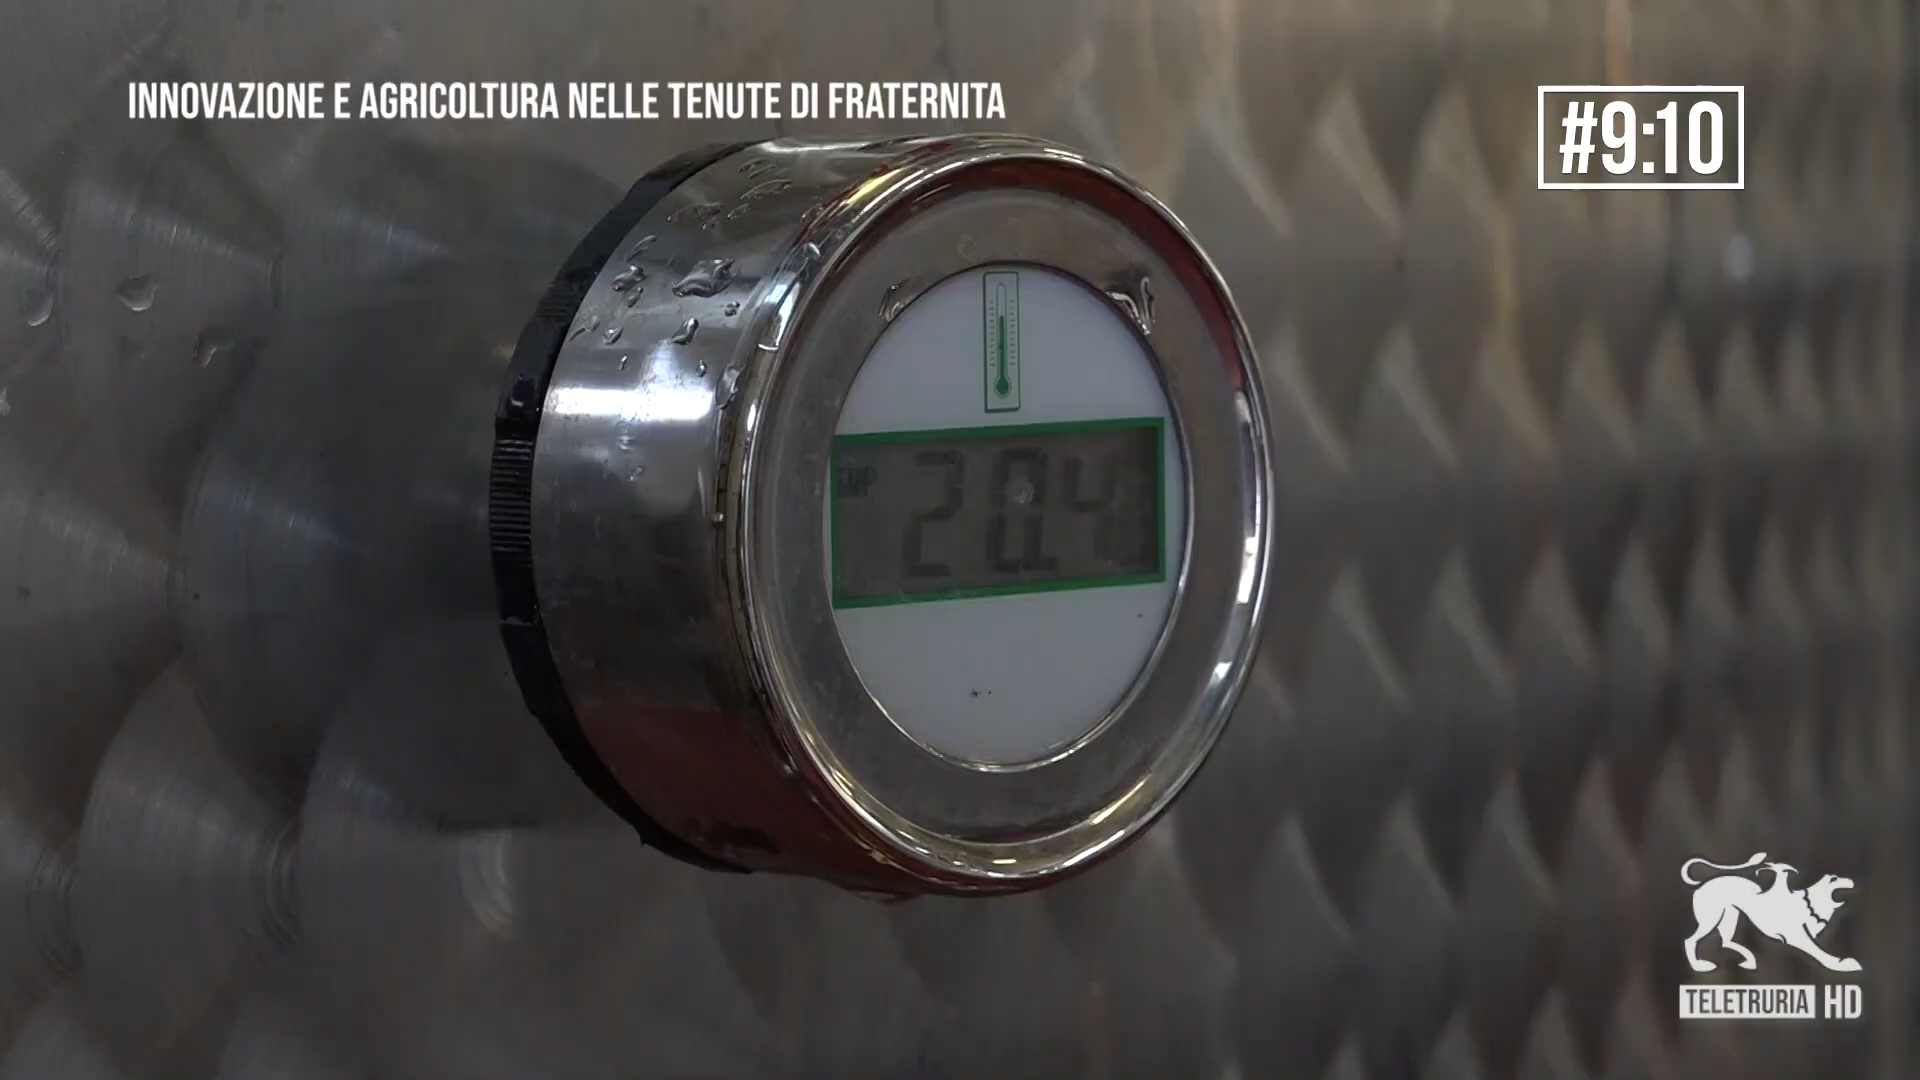 INNOVAZIONE E AGRICOLTURA NELLE TENUTE DI FRATERNITA
#9:10
20.4
TELETRURIA HD